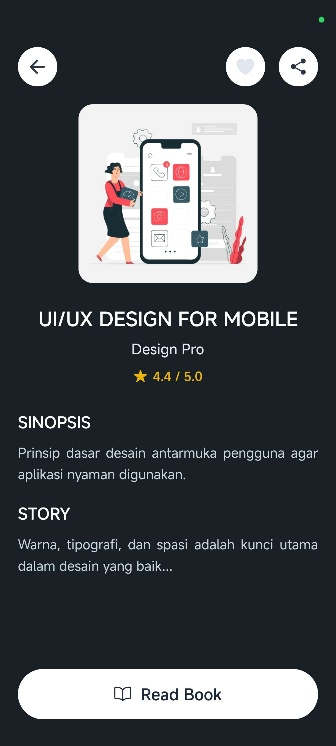 UI/UX DESIGN FOR MOBILE
Design Pro
4.4 / 5.0
SINOPSIS
Prinsip dasar desain antarmuka pengguna agar
aplikasi nyaman digunakan.
STORY
Warna, tipografi, dan spasi adalah kunci utama
dalam desain yang baik...
Read Book